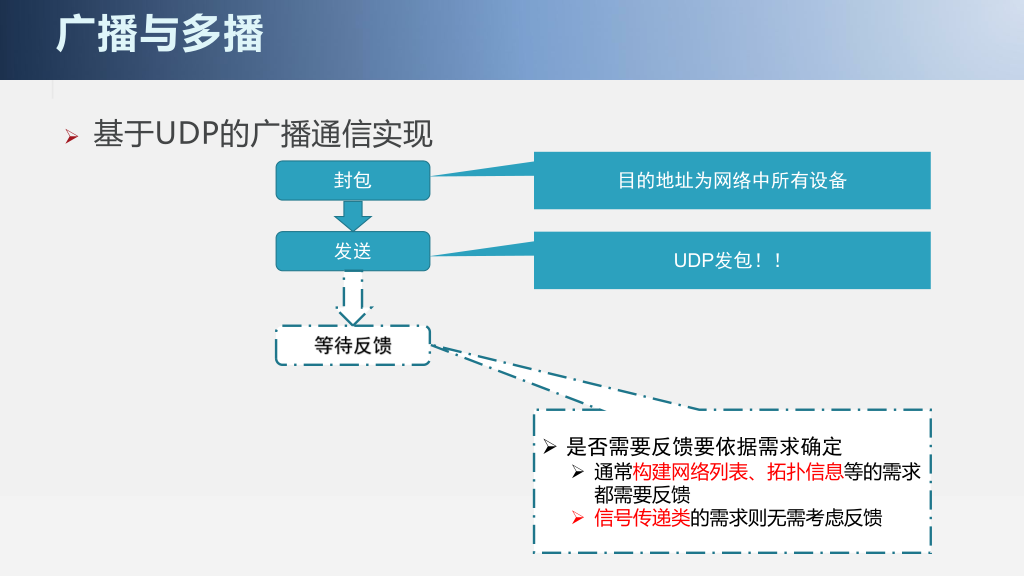 广播与多播
基于UDP的广播通信实现
封包
目的地址为网络中所有设备
发送
UDP发包！！
等待反馈
是否需要反馈要依据需求确定
通常构建网络列表、拓扑信息等的需求
都需要反馈
信号传递类的需求则无需考虑反馈